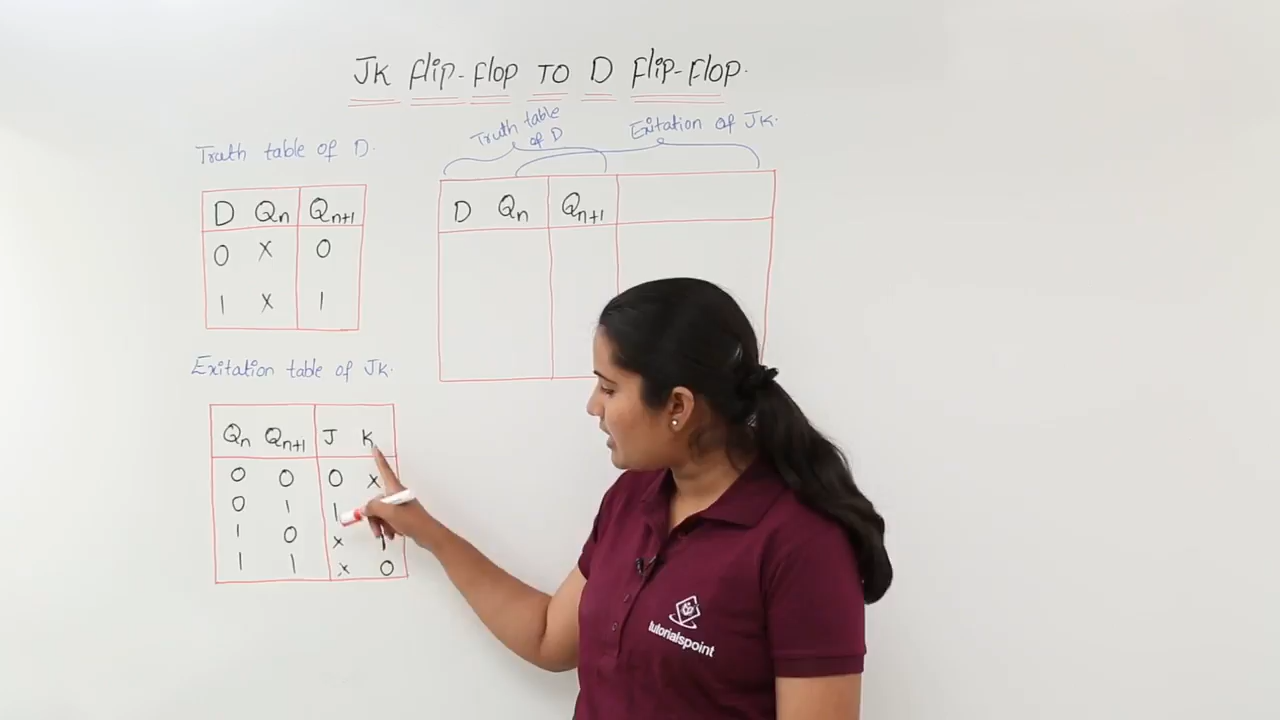 JK flip-flop TO D flip-flop.
Truth table of D.
D Qn Qn+1
0 x 0
1 x 1
Exitation table of JK.
Qn Qn+1 J K
0 0 0 x
0 1 1
1 0 x 1
1 1 x 0
Truth table of D
Exitation of JK.
D Qn Qn+1
tutorialspoint